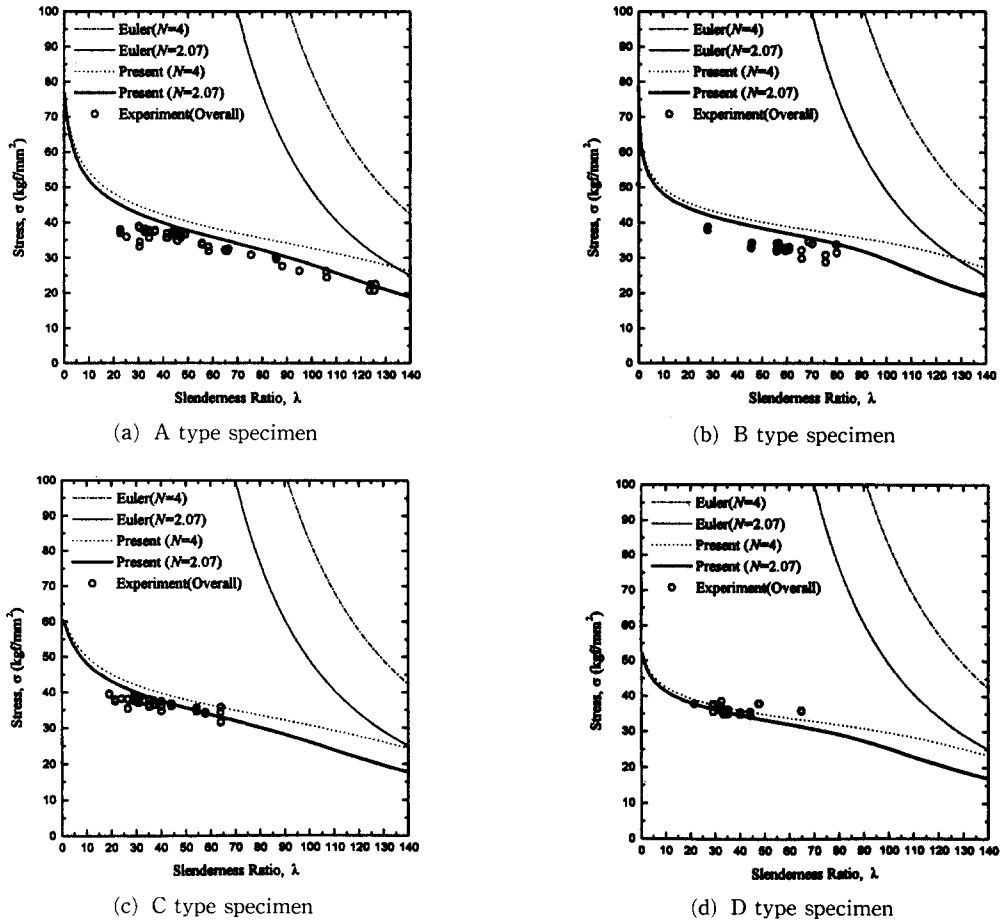 100
90
80
70
60
50
40
30
20
10
0
Stress, σ (kgf/mm²)
Euler(N=4)
Euler(N=2.07)
Present (N=4)
Present (N=2.07)
Experiment(Overall)
0 10 20 30 40 50 60 70 80 90 100 110 120 130 140
Slenderness Ratio, λ
(a) A type specimen
100
90
80
70
60
50
40
30
20
10
0
Stress, σ (kgf/mm²)
Euler(N=4)
Euler(N=2.07)
Present (N=4)
Present (N=2.07)
Experiment(Overall)
0 10 20 30 40 50 60 70 80 90 100 110 120 130 140
Slenderness Ratio, λ
(b) B type specimen
100
90
80
70
60
50
40
30
20
10
0
Stress, σ (kgf/mm²)
Euler(N=4)
Euler(N=2.07)
Present (N=4)
Present (N=2.07)
Experiment(Overall)
0 10 20 30 40 50 60 70 80 90 100 110 120 130 140
Slenderness Ratio, λ
(c) C type specimen
100
90
80
70
60
50
40
30
20
10
0
Stress, σ (kgf/mm²)
Euler(N=4)
Euler(N=2.07)
Present (N=4)
Present (N=2.07)
Experiment(Overall)
0 10 20 30 40 50 60 70 80 90 100 110 120 130 140
Slenderness Ratio, λ
(d) D type specimen